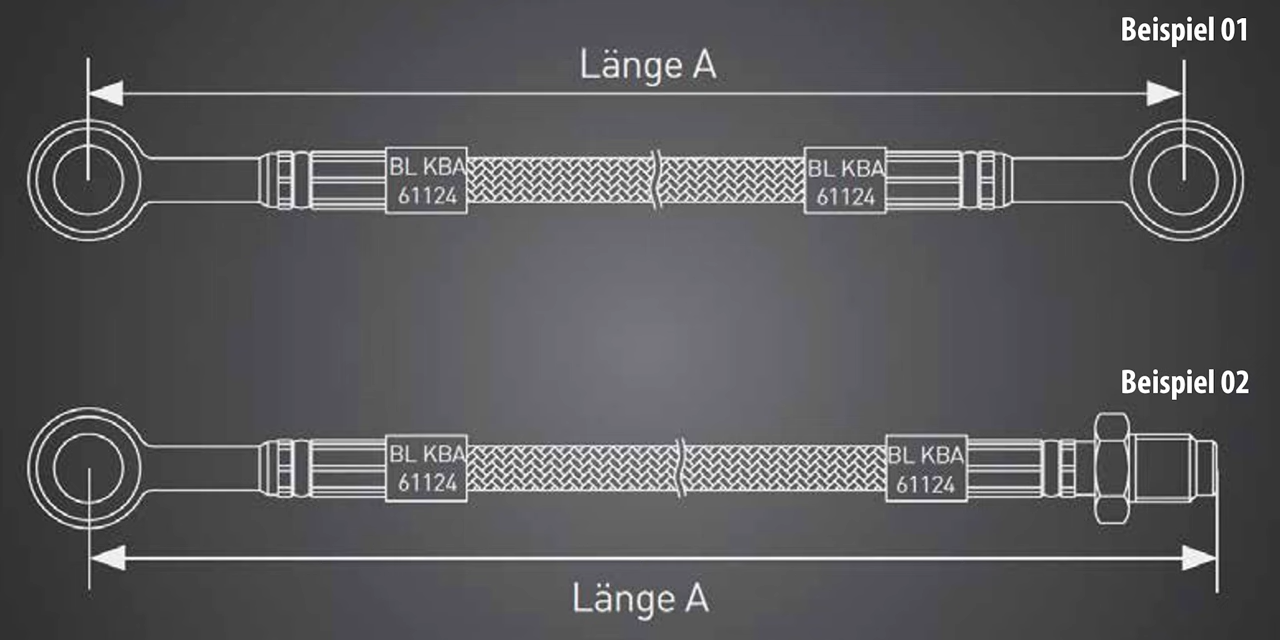 Beispiel 01
Länge A
BL KBA
61124
BL KBA
61124
Beispiel 02
BL KBA
61124
BL KBA
61124
Länge A